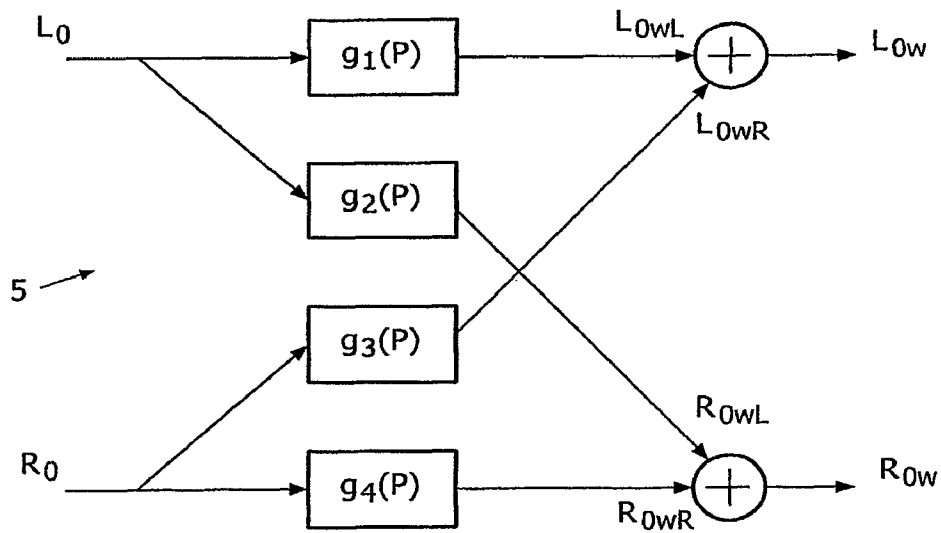 L0
g1(P)
L0wL
L0w
L0wR
g2(P)
5
g3(P)
R0wL
R0
g4(P)
R0wR
R0w